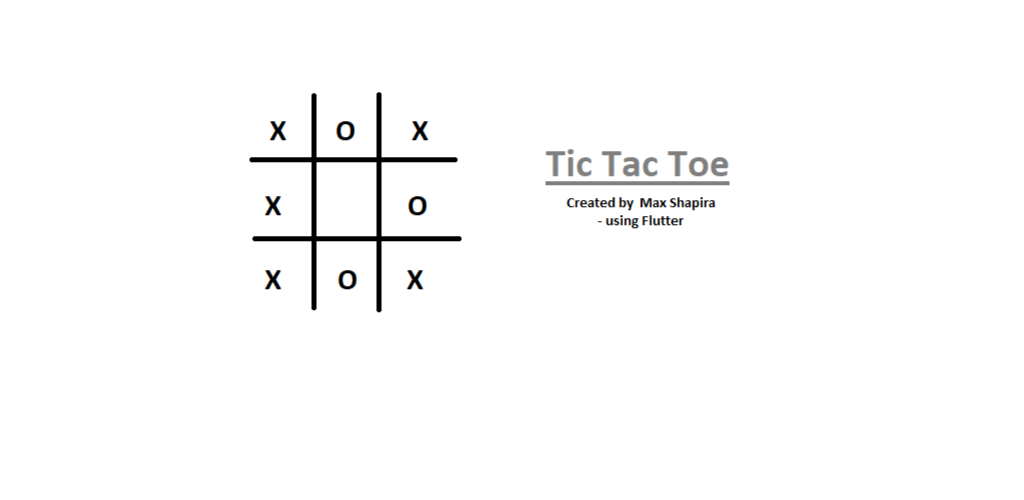 X O X
X O
X O X
Tic Tac Toe
Created by Max Shapira
- using Flutter